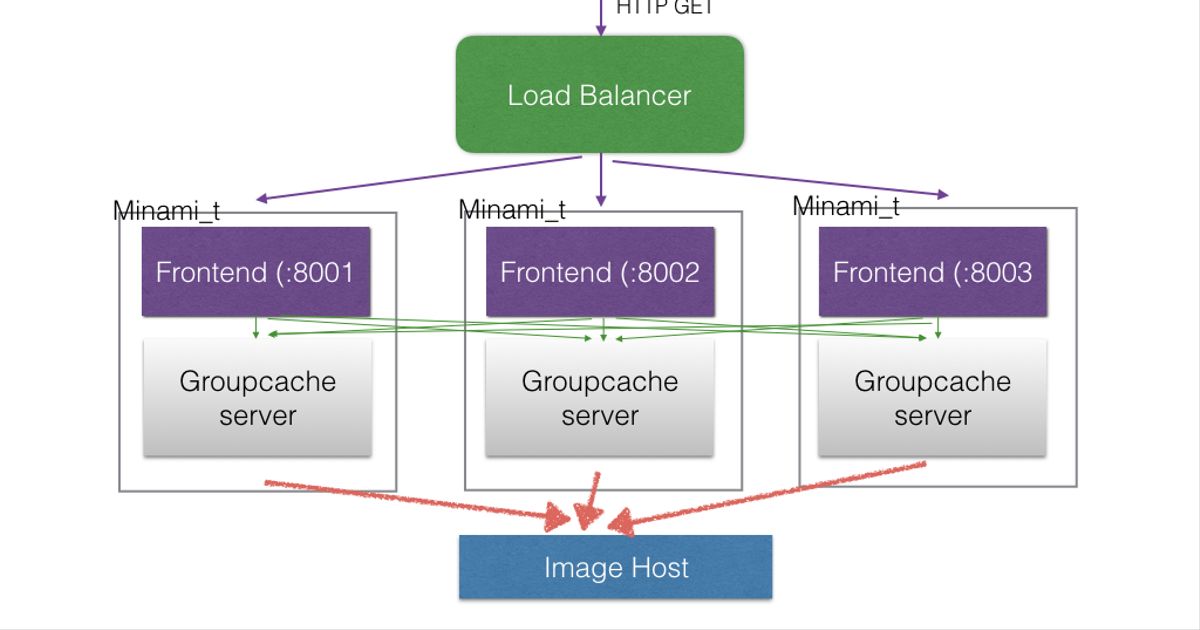 HTTP GET
Load Balancer
Minami_t
Minami_t
Minami_t
Frontend (:8001
Frontend (:8002
Frontend (:8003
Groupcache
server
Groupcache
server
Groupcache
server
Image Host